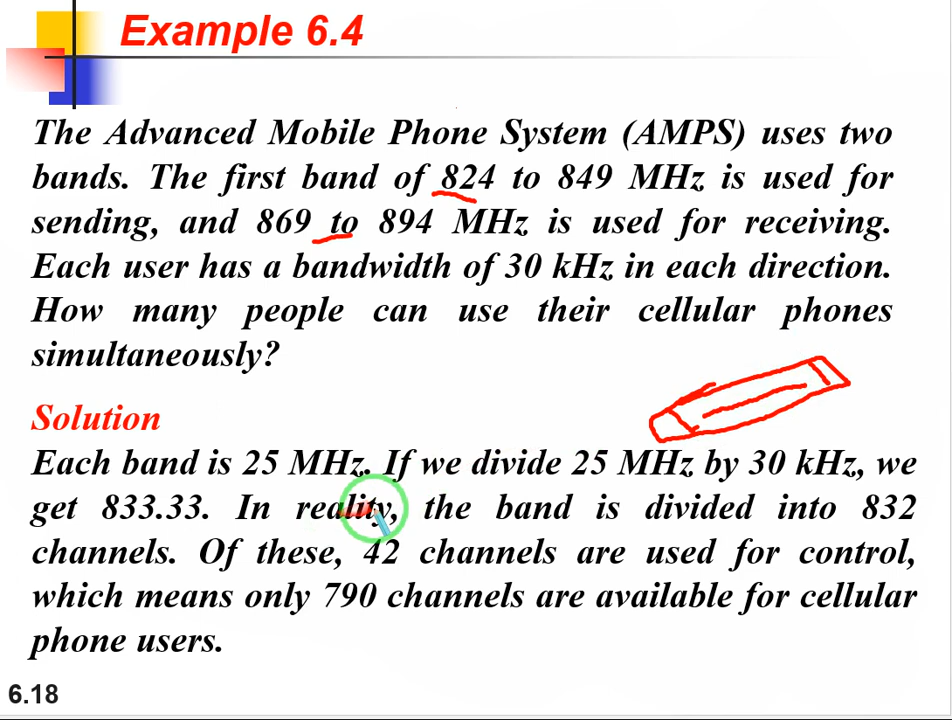 Example 6.4
The Advanced Mobile Phone System (AMPS) uses two
bands. The first band of 824 to 849 MHz is used for
sending, and 869 to 894 MHz is used for receiving.
Each user has a bandwidth of 30 kHz in each direction.
How many people can use their cellular phones
simultaneously?
Solution
Each band is 25 MHz. If we divide 25 MHz by 30 kHz, we
get 833.33. In reality, the band is divided into 832
channels. Of these, 42 channels are used for control,
which means only 790 channels are available for cellular
phone users.
6.18